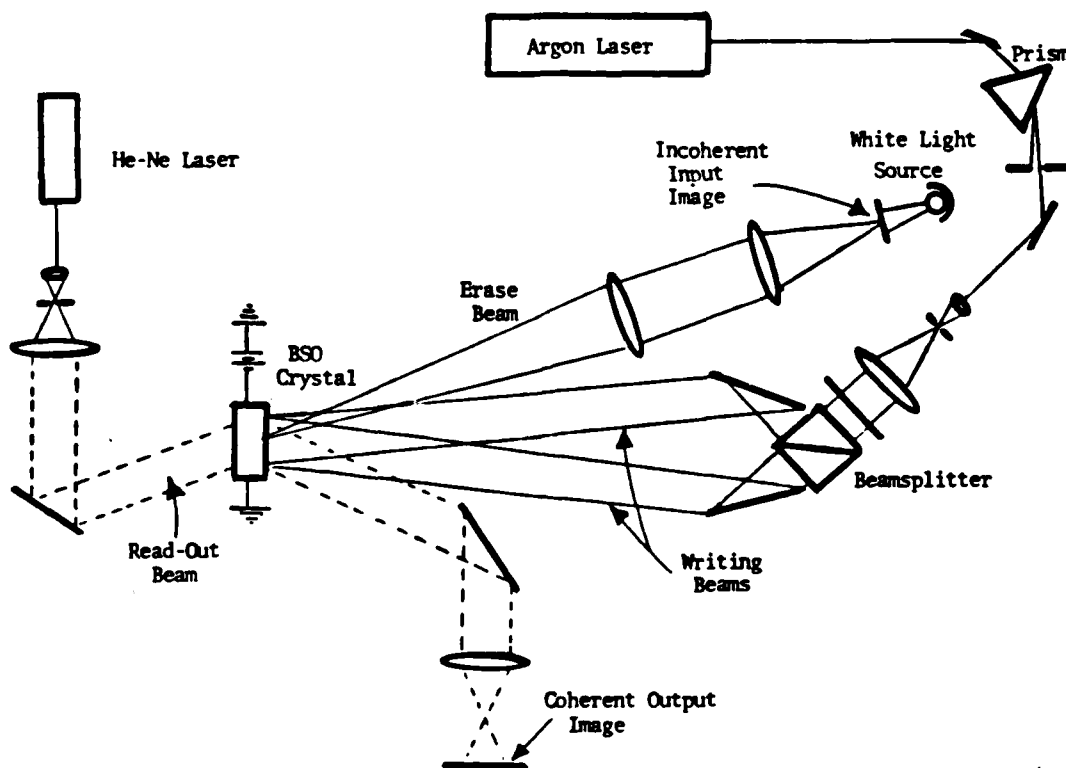 Argon Laser
Prism
He-Ne Laser
White Light
Source
Incoherent
Input
Image
Erase
Beam
BSO
Crystal
Beamsplitter
Read-Out
Beam
Writing
Beams
Coherent Output
Image